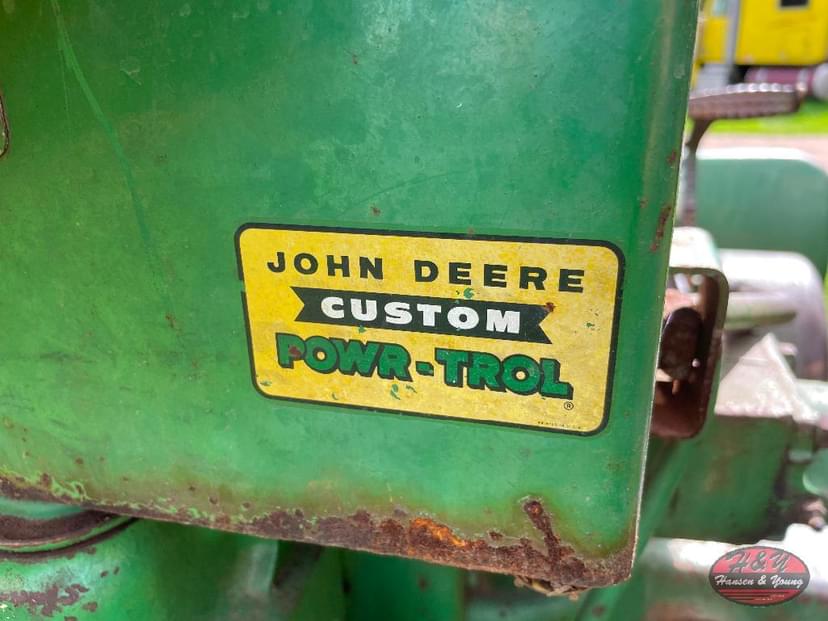 JOHN DEERE
CUSTOM
POWR-TROL
®
H&Y
Hansen & Young